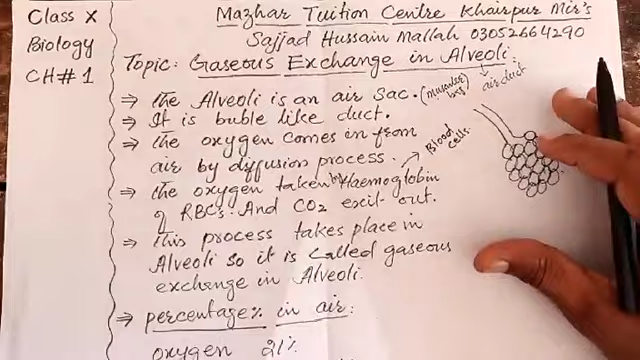 Class X
Biology
CH#1
Mazhar Tuition Centre Khairpur Mir's
Sajjad Hussain Mallah 03052664290
Topic: Gaseous Exchange in Alveoli.
air duct
⇒ the Alveoli is an air sac. (muscular bag)
⇒ It is buble like duct.
⇒ the oxygen comes in from
air by diffusion process.
Blood cells.
⇒ the oxygen taken by Haemoglobin
of RBCs. And CO2 exit out.
⇒ This process takes place in
Alveoli so it is called gaseous
exchange in Alveoli.
⇒ percentage% in air:
oxygen 21%